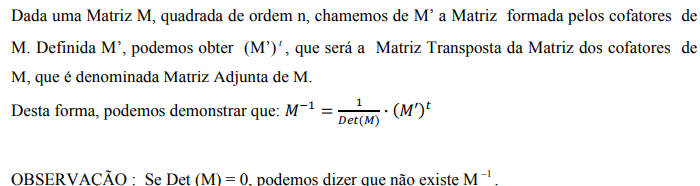 Dada uma Matriz M, quadrada de ordem n, chamemos de M’ a Matriz formada pelos cofatores de
M. Definida M’, podemos obter (M’)ᵗ, que será a Matriz Transposta da Matriz dos cofatores de
M, que é denominada Matriz Adjunta de M.
Desta forma, podemos demonstrar que: M⁻¹ = 1/Det(M) · (M′)ᵗ
OBSERVAÇÃO : Se Det (M) = 0, podemos dizer que não existe M⁻¹.